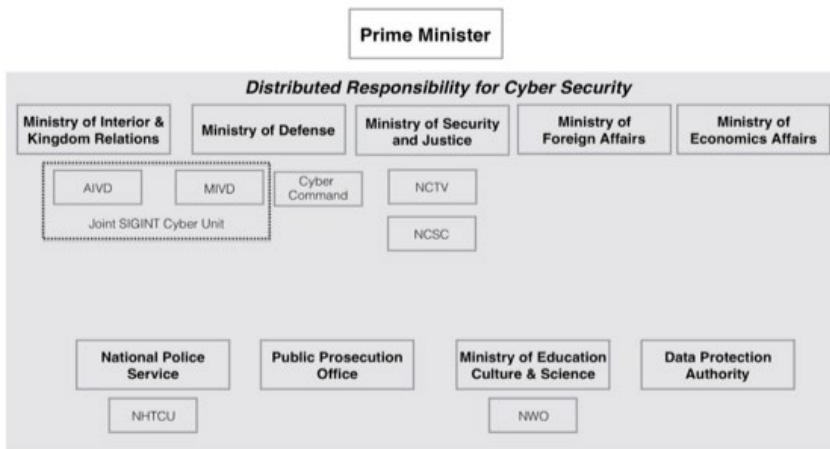 Prime Minister
Distributed Responsibility for Cyber Security
Ministry of Interior &
Kingdom Relations
Ministry of Defense
Ministry of Security
and Justice
Ministry of
Foreign Affairs
Ministry of
Economics Affairs
AIVD
MIVD
Cyber
Command
NCTV
Joint SIGINT Cyber Unit
NCSC
National Police
Service
Public Prosecution
Office
Ministry of Education
Culture & Science
Data Protection
Authority
NHTCU
NWO